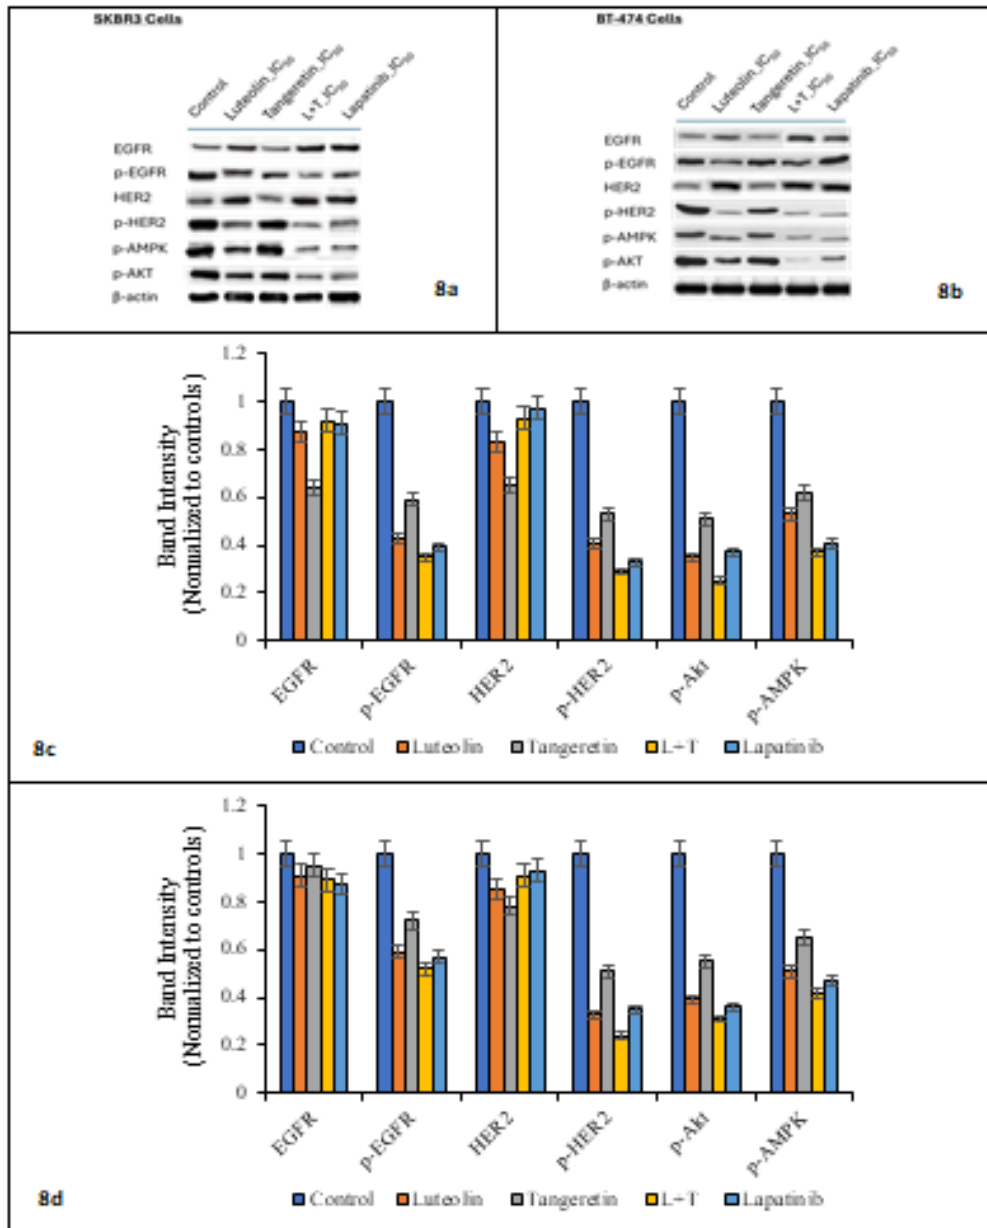 SKBR3 Cells
Control
Luteolin_IC₅₀
Tangeretin_IC₅₀
L+T_IC₅₀
Lapatinib_IC₅₀
EGFR
p-EGFR
HER2
p-HER2
p-AMPK
p-AKT
β-actin
8a
BT-474 Cells
Control
Luteolin_IC₅₀
Tangeretin_IC₅₀
L+T_IC₅₀
Lapatinib_IC₅₀
EGFR
p-EGFR
HER2
p-HER2
p-AMPK
p-AKT
β-actin
8b
Band Intensity
(Normalized to controls)
1.2
1
0.8
0.6
0.4
0.2
0
EGFR
p-EGFR
HER2
p-HER2
p-Akt
p-AMPK
8c
Control Luteolin Tangeretin L+T Lapatinib
Band Intensity
(Normalized to controls)
1.2
1
0.8
0.6
0.4
0.2
0
EGFR
p-EGFR
HER2
p-HER2
p-Akt
p-AMPK
8d
Control Luteolin Tangeretin L+T Lapatinib